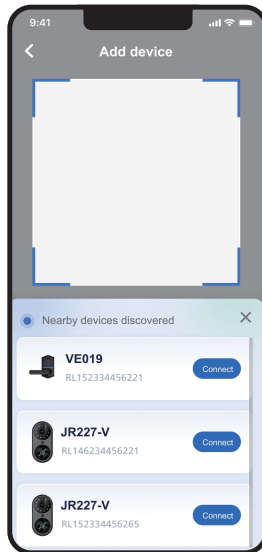 9:41
Add device
Nearby devices discovered
VE019
RL152334456221
Connect
JR227-V
RL146234456221
Connect
JR227-V
RL152334456265
Connect